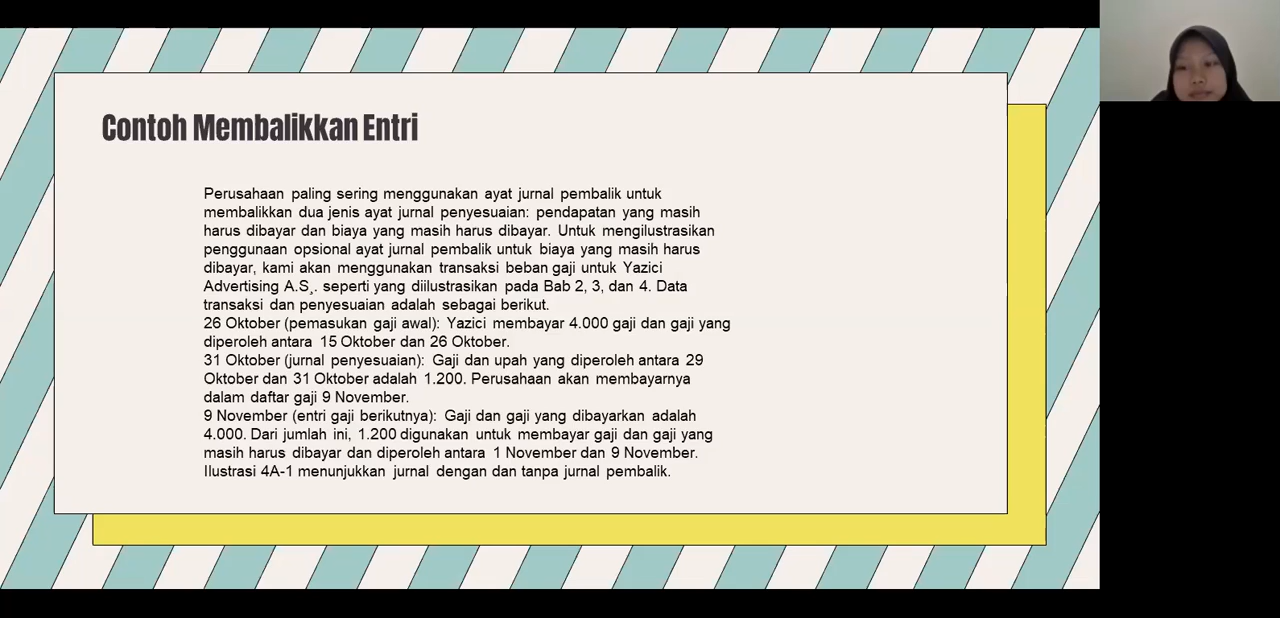 Contoh Membalikkan Entri
Perusahaan paling sering menggunakan ayat jurnal pembalik untuk
membalikkan dua jenis ayat jurnal penyesuaian: pendapatan yang masih
harus dibayar dan biaya yang masih harus dibayar. Untuk mengilustrasikan
penggunaan opsional ayat jurnal pembalik untuk biaya yang masih harus
dibayar, kami akan menggunakan transaksi beban gaji untuk Yazici
Advertising A.S¸. seperti yang diilustrasikan pada Bab 2, 3, dan 4. Data
transaksi dan penyesuaian adalah sebagai berikut.
26 Oktober (pemasukan gaji awal): Yazici membayar 4.000 gaji dan gaji yang
diperoleh antara 15 Oktober dan 26 Oktober.
31 Oktober (jurnal penyesuaian): Gaji dan upah yang diperoleh antara 29
Oktober dan 31 Oktober adalah 1.200. Perusahaan akan membayarnya
dalam daftar gaji 9 November.
9 November (entri gaji berikutnya): Gaji dan gaji yang dibayarkan adalah
4.000. Dari jumlah ini, 1.200 digunakan untuk membayar gaji dan gaji yang
masih harus dibayar dan diperoleh antara 1 November dan 9 November.
Ilustrasi 4A-1 menunjukkan jurnal dengan dan tanpa jurnal pembalik.